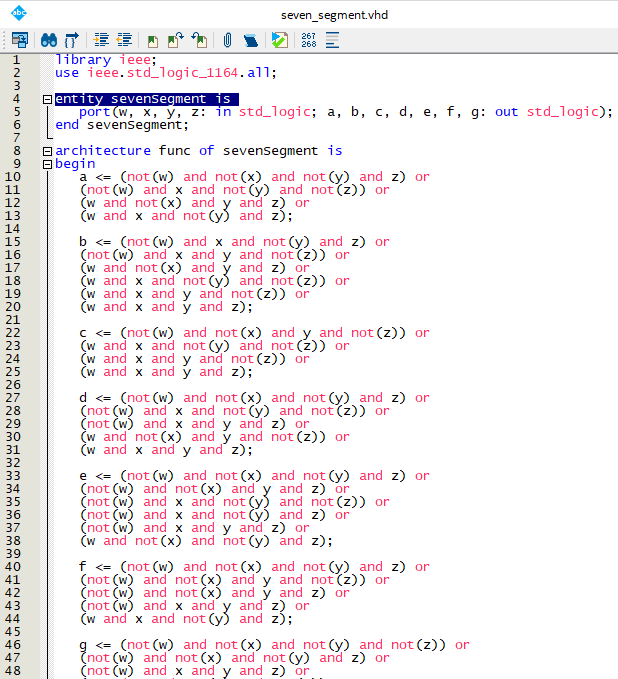 seven_segment.vhd
abc
267
268
1 library ieee;
2 use ieee.std_logic_1164.all;
3
4 entity sevenSegment is
5 port(w, x, y, z: in std_logic; a, b, c, d, e, f, g: out std_logic);
6 end sevenSegment;
7
8 architecture func of sevenSegment is
9 begin
10 a <= (not(w) and not(x) and not(y) and z) or
11 (not(w) and x and not(y) and not(z)) or
12 (w and not(x) and y and z) or
13 (w and x and not(y) and z);
14
15 b <= (not(w) and x and not(y) and z) or
16 (not(w) and x and y and not(z)) or
17 (w and not(x) and y and z) or
18 (w and x and not(y) and not(z)) or
19 (w and x and y and not(z)) or
20 (w and x and y and z);
21
22 c <= (not(w) and not(x) and y and not(z)) or
23 (w and x and not(y) and not(z)) or
24 (w and x and y and not(z)) or
25 (w and x and y and z);
26
27 d <= (not(w) and not(x) and not(y) and z) or
28 (not(w) and x and not(y) and not(z)) or
29 (not(w) and x and y and z) or
30 (w and not(x) and y and not(z)) or
31 (w and x and y and z);
32
33 e <= (not(w) and not(x) and not(y) and z) or
34 (not(w) and not(x) and y and z) or
35 (not(w) and x and not(y) and not(z)) or
36 (not(w) and x and not(y) and z) or
37 (not(w) and x and y and z) or
38 (w and not(x) and not(y) and z);
39
40 f <= (not(w) and not(x) and not(y) and z) or
41 (not(w) and not(x) and y and not(z)) or
42 (not(w) and not(x) and y and z) or
43 (not(w) and x and y and z) or
44 (w and x and not(y) and z);
45
46 g <= (not(w) and not(x) and not(y) and not(z)) or
47 (not(w) and not(x) and not(y) and z) or
48 (not(w) and x and y and z) or